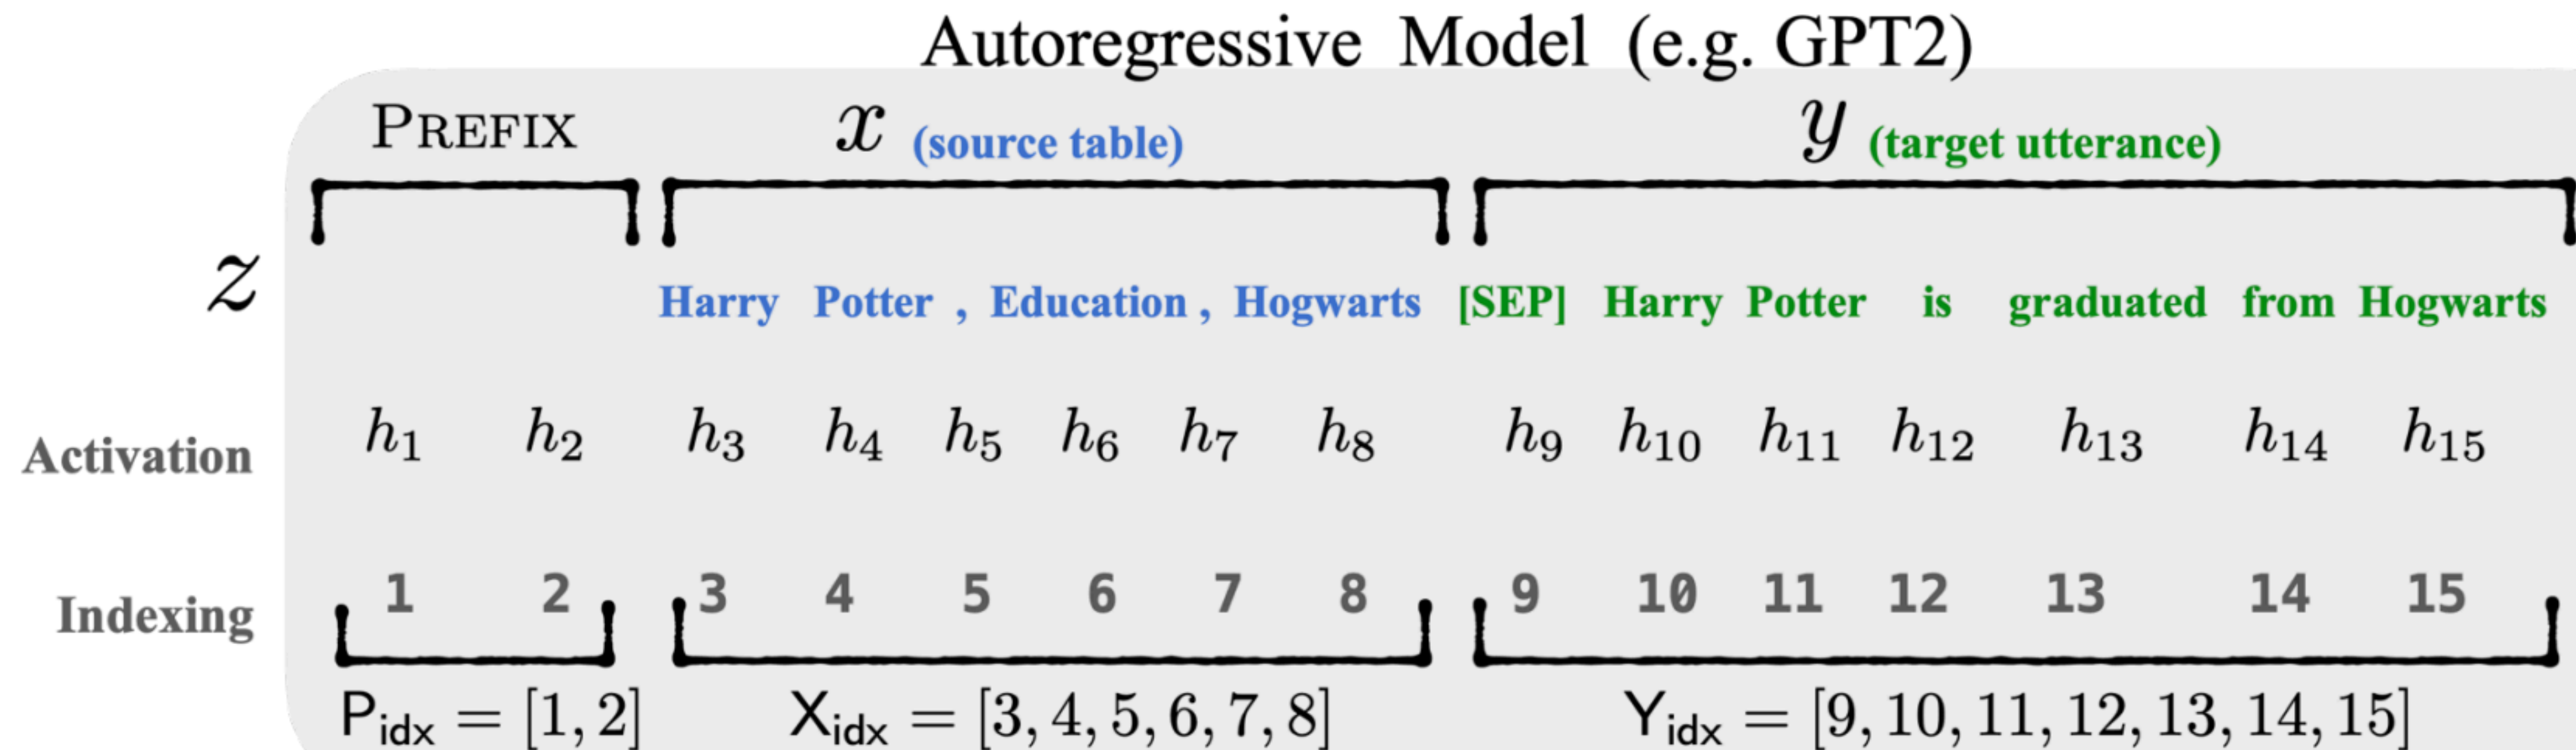 Autoregressive Model (e.g. GPT2)
PREFIX x (source table) y (target utterance)
z
Harry Potter , Education , Hogwarts [SEP] Harry Potter is graduated from Hogwarts
Activation h₁ h₂ h₃ h₄ h₅ h₆ h₇ h₈ h₉ h₁₀ h₁₁ h₁₂ h₁₃ h₁₄ h₁₅
Indexing 1 2 3 4 5 6 7 8 9 10 11 12 13 14 15
P_idx = [1, 2] X_idx = [3, 4, 5, 6, 7, 8] Y_idx = [9, 10, 11, 12, 13, 14, 15]